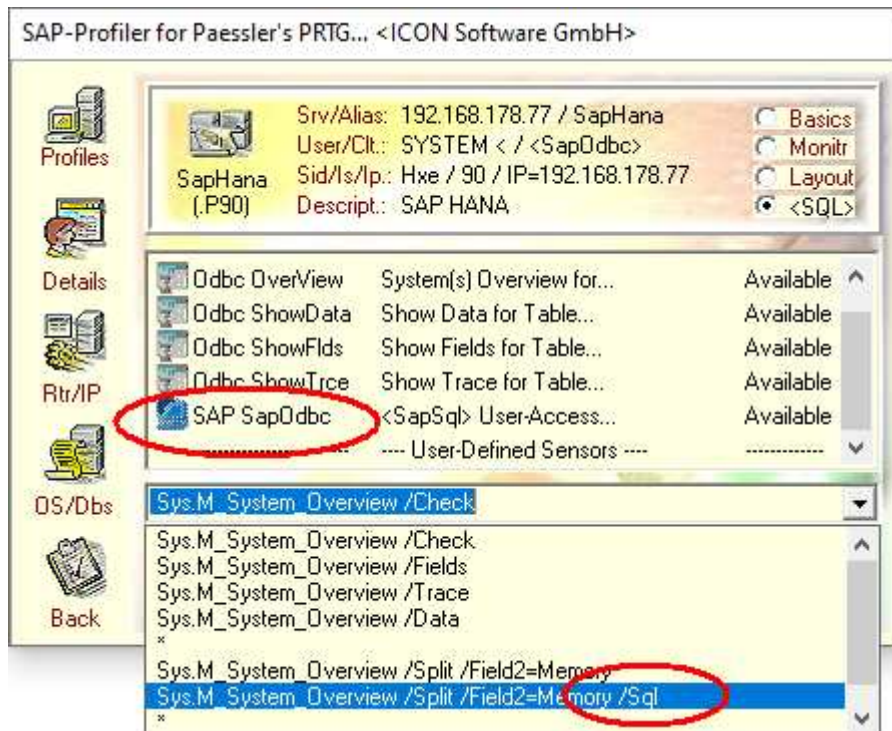 SAP-Profiler for Paessler's PRTG... <ICON Software GmbH>
Profiles
Details
Rtr/IP
OS/Dbs
Back
SapHana
(.P90)
Srv/Alias: 192.168.178.77 / SapHana
User/Clt.: SYSTEM < / <SapOdbc>
Sid/Is/Ip.: Hxe / 90 / IP=192.168.178.77
Descript.: SAP HANA
Basics
Monitr
Layout
<SQL>
Odbc OverView System(s) Overview for... Available
Odbc ShowData Show Data for Table... Available
Odbc ShowFlds Show Fields for Table... Available
Odbc ShowTrce Show Trace for Table... Available
SAP SapOdbc <SapSql> User-Access... Available
---------------------- ---- User-Defined Sensors ---- ------------
Sys.M_System_Overview /Check
Sys.M_System_Overview /Check
Sys.M_System_Overview /Fields
Sys.M_System_Overview /Trace
Sys.M_System_Overview /Data
*
Sys.M_System_Overview /Split /Field2=Memory
Sys.M_System_Overview /Split /Field2=Memory /Sql
*